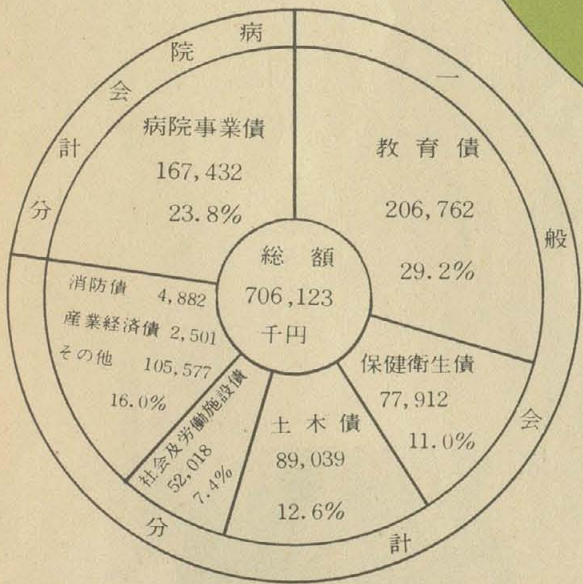 病院会計分
一般会計分
病院事業債
167,432
23.8%
教育債
206,762
29.2%
総額
706,123
千円
消防債 4,882
産業経済債 2,501
その他 105,577
16.0%
保健衛生債
77,912
11.0%
土木債
89,039
12.6%
社会及労働施設債
52,018
7.4%